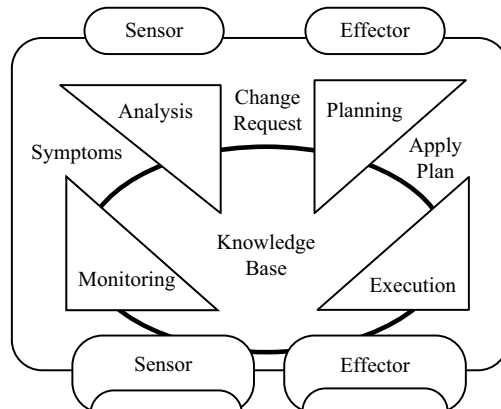 Sensor
Effector
Analysis
Change
Request
Planning
Symptoms
Apply
Plan
Knowledge
Base
Monitoring
Execution
Sensor
Effector